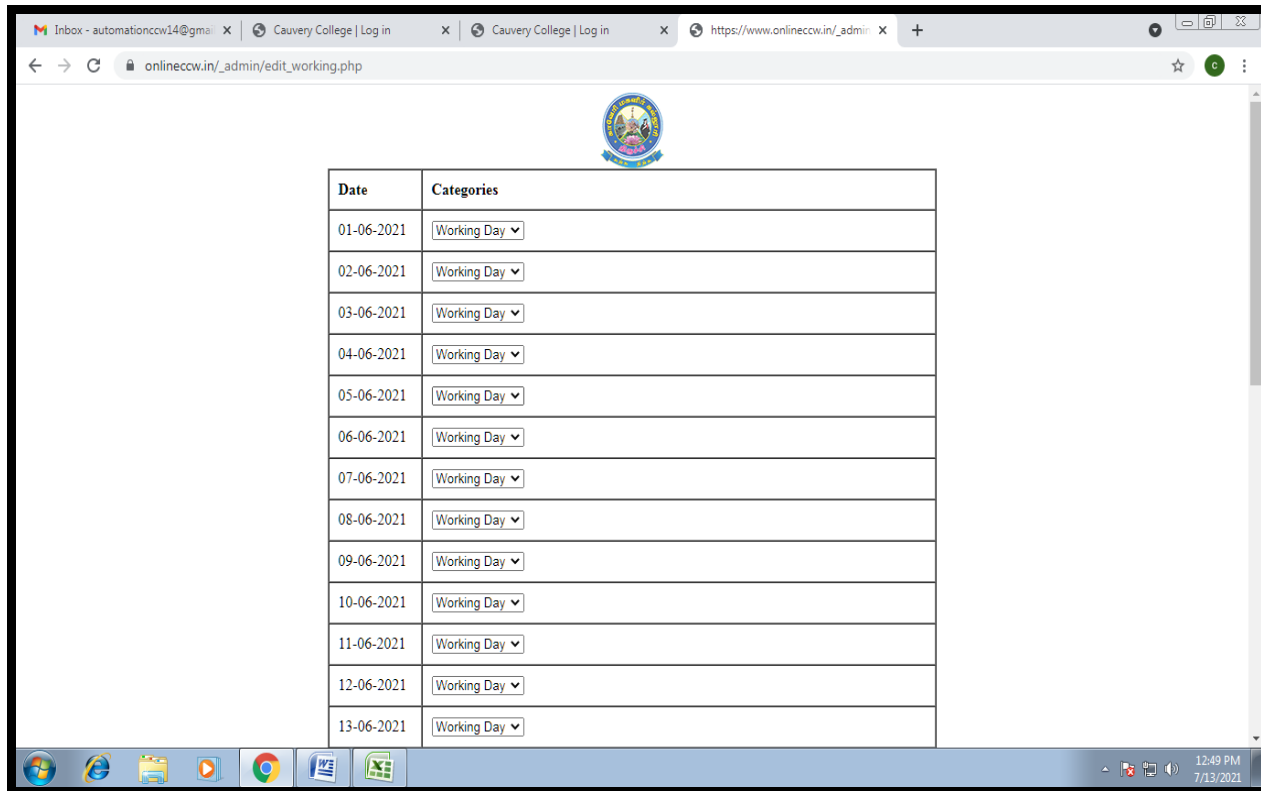 Inbox - automationccw14@gmai
Cauvery College | Log in
Cauvery College | Log in
https://www.onlineccw.in/_admin
onlineccw.in/_admin/edit_working.php
C
Date Categories
01-06-2021 Working Day
02-06-2021 Working Day
03-06-2021 Working Day
04-06-2021 Working Day
05-06-2021 Working Day
06-06-2021 Working Day
07-06-2021 Working Day
08-06-2021 Working Day
09-06-2021 Working Day
10-06-2021 Working Day
11-06-2021 Working Day
12-06-2021 Working Day
13-06-2021 Working Day
12:49 PM
7/13/2021